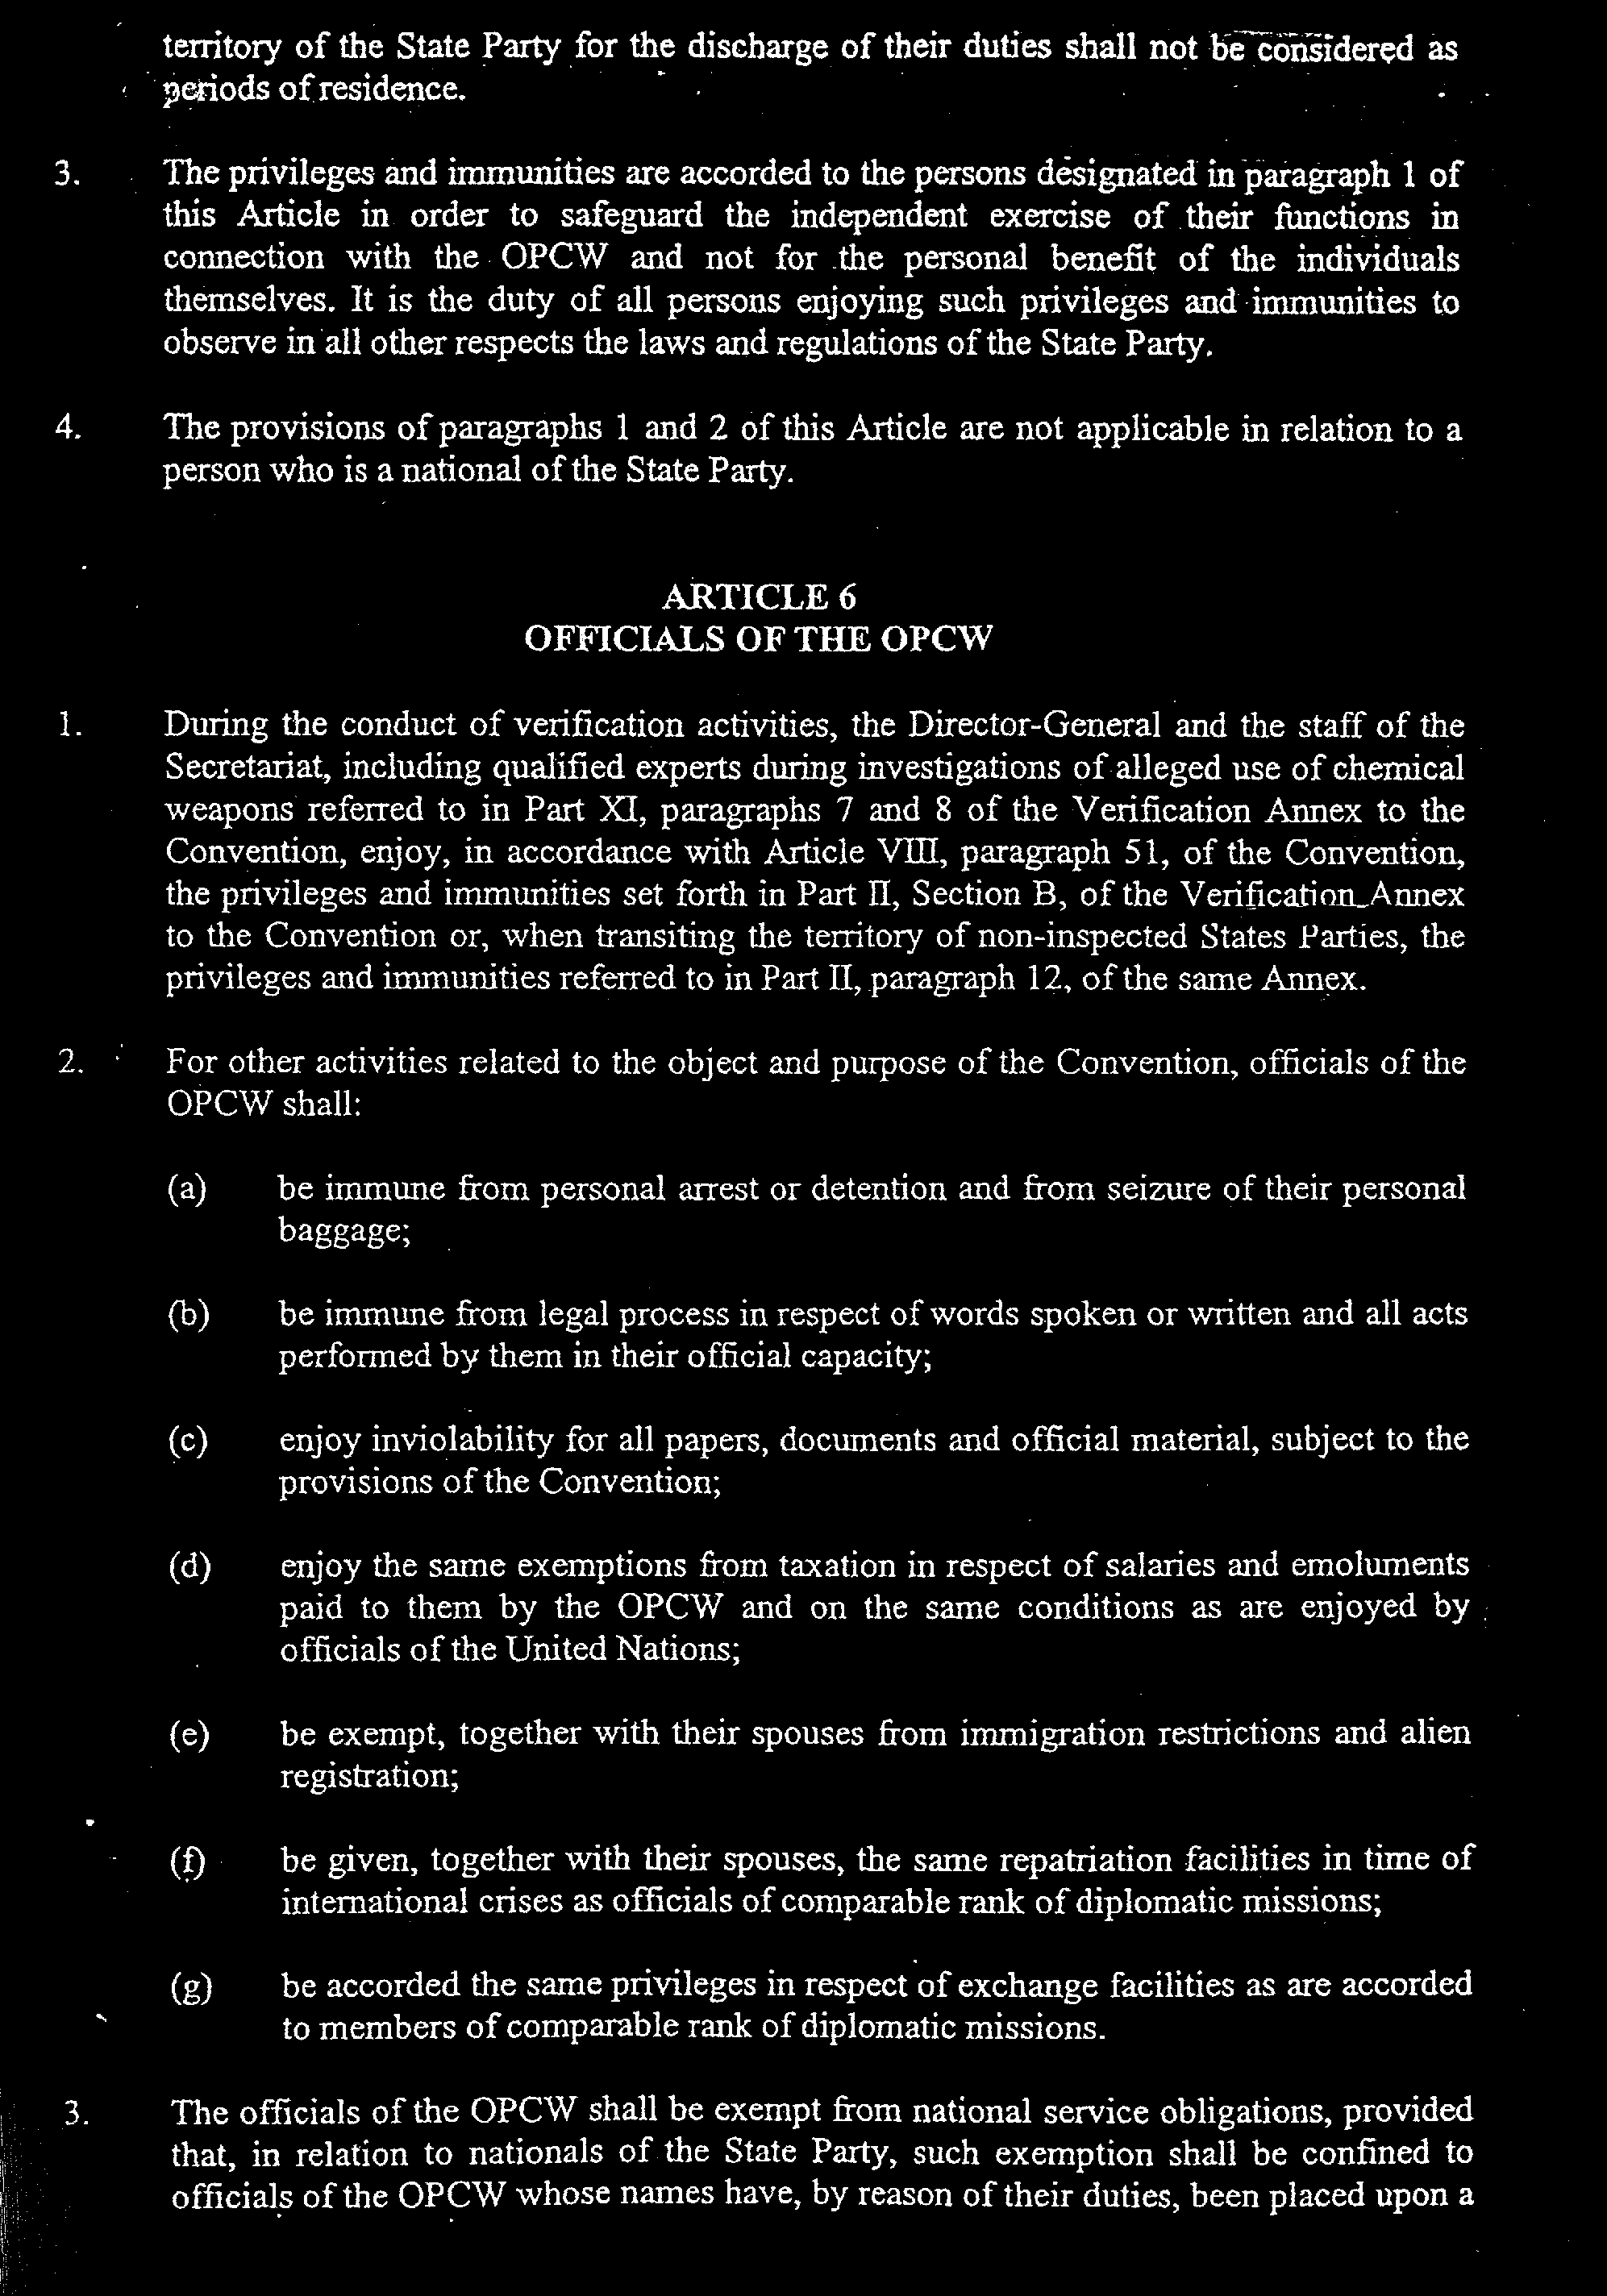 territory of the State Party for the discharge of their duties shall not be considered as
periods of residence.
3. The privileges and immunities are accorded to the persons designated in paragraph 1 of
this Article in order to safeguard the independent exercise of their functions in
connection with the OPCW and not for the personal benefit of the individuals
themselves. It is the duty of all persons enjoying such privileges and immunities to
observe in all other respects the laws and regulations of the State Party.
4. The provisions of paragraphs 1 and 2 of this Article are not applicable in relation to a
person who is a national of the State Party.
ARTICLE 6
OFFICIALS OF THE OPCW
1. During the conduct of verification activities, the Director-General and the staff of the
Secretariat, including qualified experts during investigations of alleged use of chemical
weapons referred to in Part XI, paragraphs 7 and 8 of the Verification Annex to the
Convention, enjoy, in accordance with Article VIII, paragraph 51, of the Convention,
the privileges and immunities set forth in Part II, Section B, of the Verification Annex
to the Convention or, when transiting the territory of non-inspected States Parties, the
privileges and immunities referred to in Part II, paragraph 12, of the same Annex.
2. For other activities related to the object and purpose of the Convention, officials of the
OPCW shall:
(a) be immune from personal arrest or detention and from seizure of their personal
baggage;
(b) be immune from legal process in respect of words spoken or written and all acts
performed by them in their official capacity;
(c) enjoy inviolability for all papers, documents and official material, subject to the
provisions of the Convention;
(d) enjoy the same exemptions from taxation in respect of salaries and emoluments
paid to them by the OPCW and on the same conditions as are enjoyed by
officials of the United Nations;
(e) be exempt, together with their spouses from immigration restrictions and alien
registration;
(f) be given, together with their spouses, the same repatriation facilities in time of
international crises as officials of comparable rank of diplomatic missions;
(g) be accorded the same privileges in respect of exchange facilities as are accorded
to members of comparable rank of diplomatic missions.
3. The officials of the OPCW shall be exempt from national service obligations, provided
that, in relation to nationals of the State Party, such exemption shall be confined to
officials of the OPCW whose names have, by reason of their duties, been placed upon a